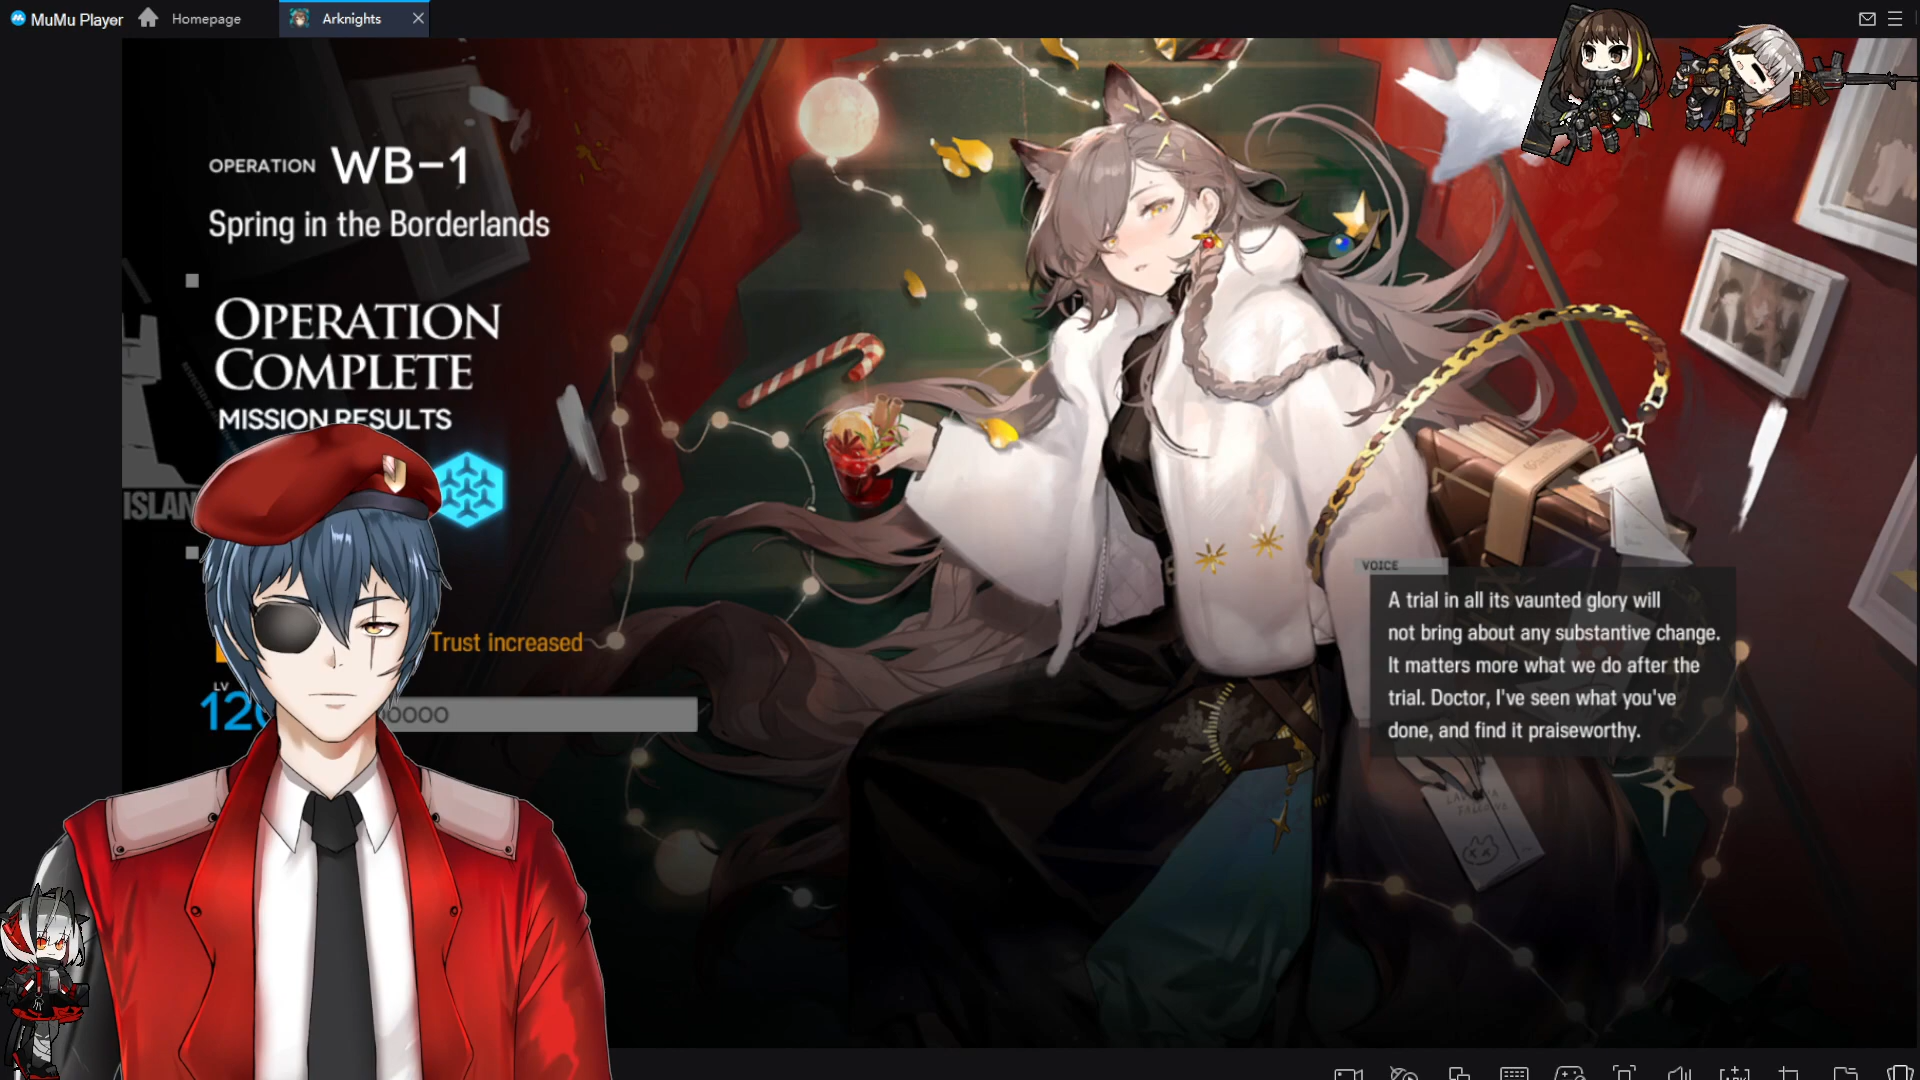 MuMu Player
Homepage
Arknights
OPERATION WB-1
Spring in the Borderlands
OPERATION
COMPLETE
MISSION RESULTS
ISLAN
Trust increased
LV
120
VOICE
A trial in all its vaunted glory will
not bring about any substantive change.
It matters more what we do after the
trial. Doctor, I've seen what you've
done, and find it praiseworthy.